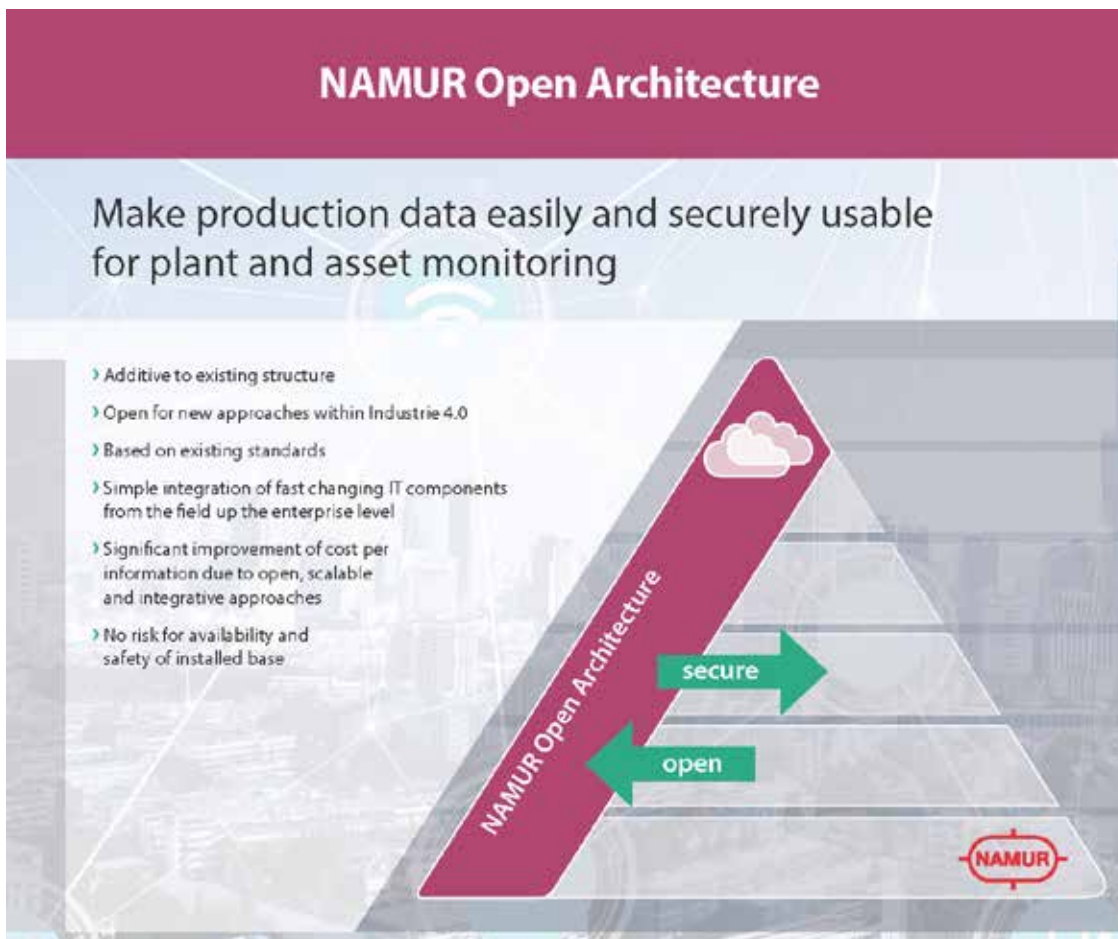 NAMUR Open Architecture
Make production data easily and securely usable
for plant and asset monitoring
› Additive to existing structure
› Open for new approaches within Industrie 4.0
› Based on existing standards
› Simple integration of fast changing IT components
from the field up the enterprise level
› Significant improvement of cost per
information due to open, scalable
and integrative approaches
› No risk for availability and
safety of installed base
NAMUR Open Architecture
secure
open
NAMUR